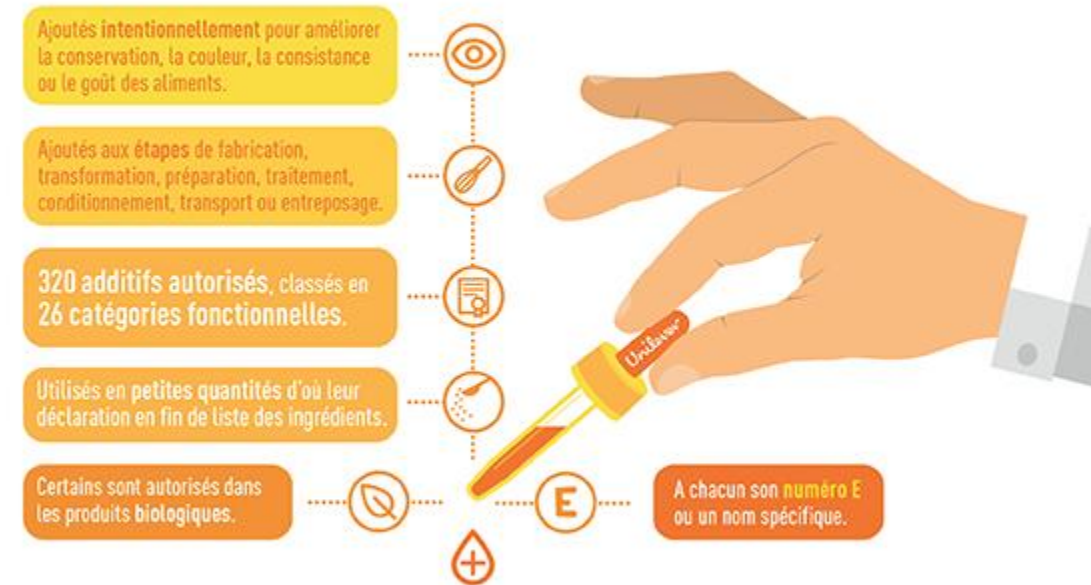 Ajoutés intentionnellement pour améliorer
la conservation, la couleur, la consistance
ou le goût des aliments.
Ajoutés aux étapes de fabrication,
transformation, préparation, traitement,
conditionnement, transport ou entreposage.
320 additifs autorisés, classés en
26 catégories fonctionnelles.
Unilever
Utilisés en petites quantités d'où leur
déclaration en fin de liste des ingrédients.
Certains sont autorisés dans
les produits biologiques.
E
A chacun son numéro E
ou un nom spécifique.